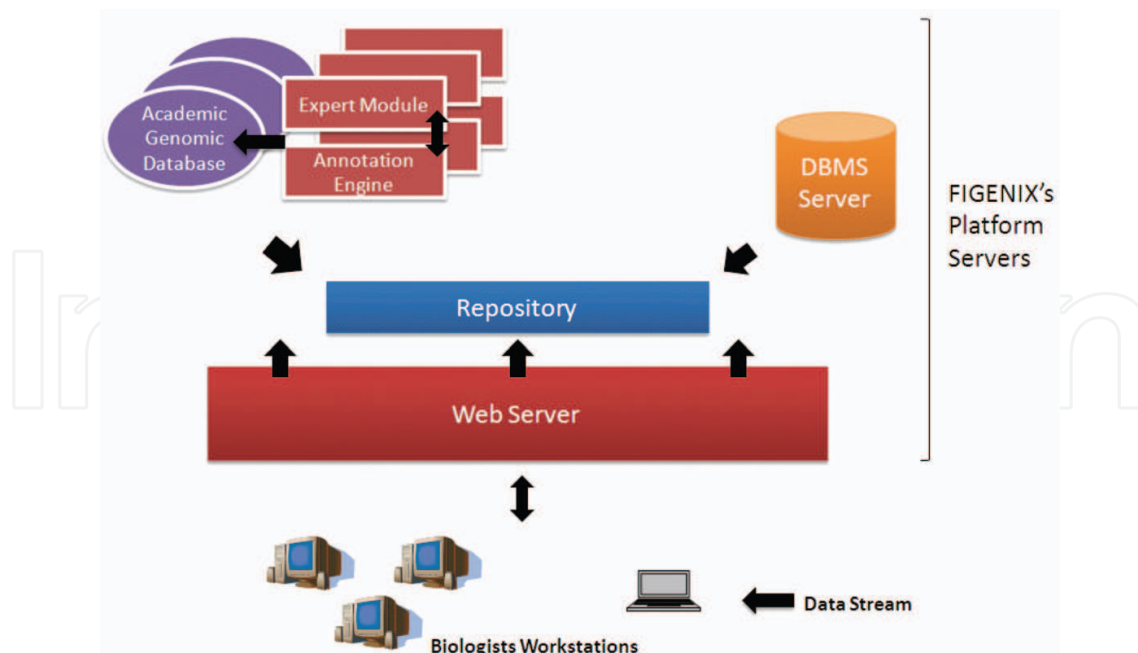 Academic
Genomic
Database
Expert Module
Annotation
Engine
DBMS
Server
FIGENIX's
Platform
Servers
Repository
Web Server
Data Stream
Biologists Workstations